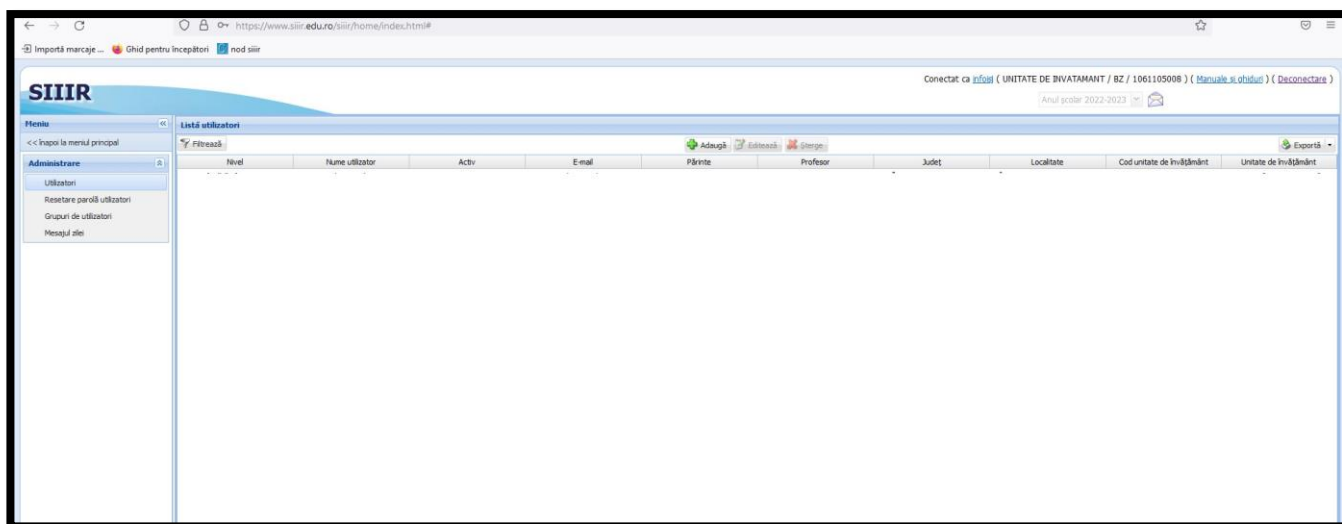 https://www.siiir.edu.ro/siiir/home/index.html#
Importă marcaje ... Ghid pentru începători nod siiir
SIIIR
Conectat ca ( UNITATE DE INVATAMANT / BZ / 1061105008 ) ( Manuale si ghiduri ) ( Deconectare )
Anul școlar 2022-2023
Meniu
Listă utilizatori
<< Înapoi la meniul principal
Filtrează Adaugă Editează Șterge Exportă
Administrare
Nivel Nume utilizator Activ E-mail Părinte Profesor Județ Localitate Cod unitate de învățământ Unitate de învățământ
Utilizatori
Resetare parolă utilizatori
Grupuri de utilizatori
Mesajul zilei